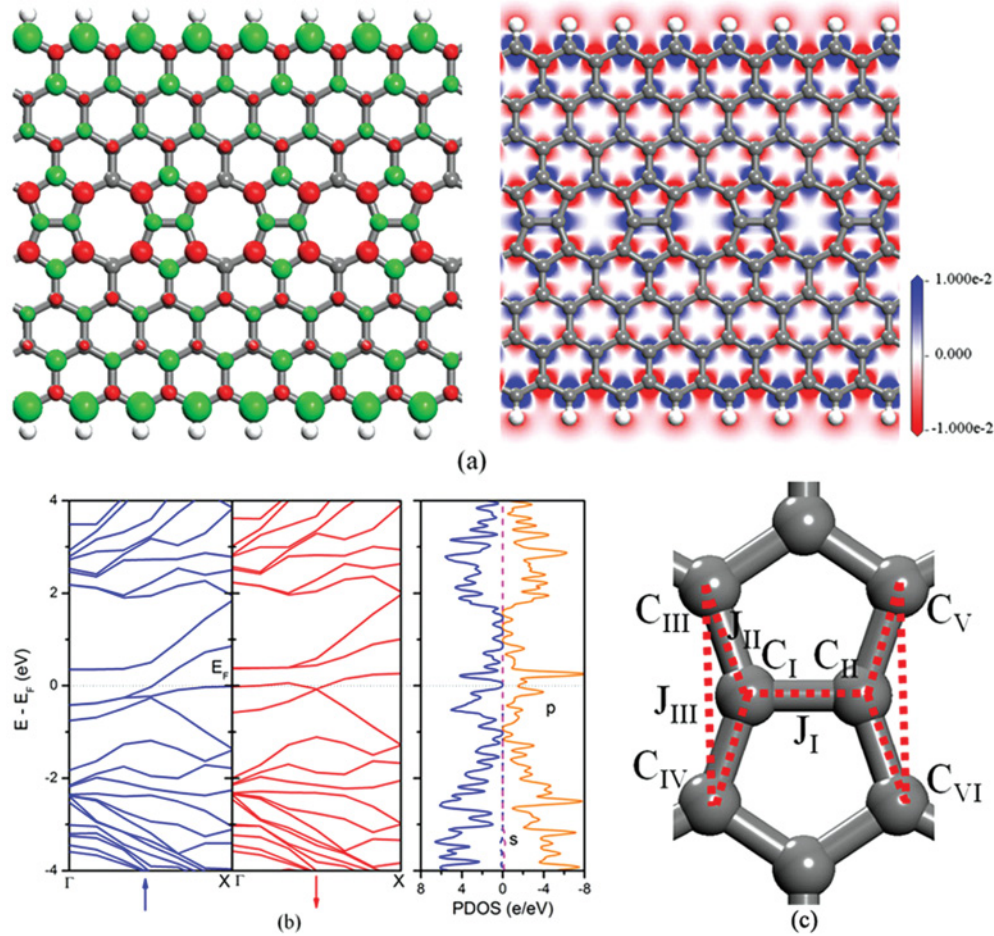 1.000e-2
0.000
-1.000e-2
(a)
4
2
0
-2
-4
E - E_F (eV)
E_F
Γ
X
Γ
X
p
s
8
4
0
-4
-8
PDOS (e/eV)
(b)
C_III
J_II
C_I
C_II
C_V
J_III
J_I
C_IV
C_VI
(c)